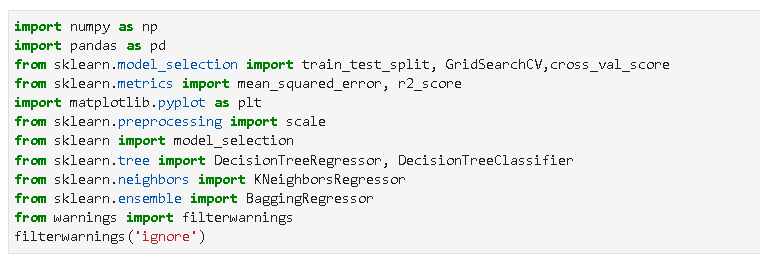 import numpy as np
import pandas as pd
from sklearn.model_selection import train_test_split, GridSearchCV,cross_val_score
from sklearn.metrics import mean_squared_error, r2_score
import matplotlib.pyplot as plt
from sklearn.preprocessing import scale
from sklearn import model_selection
from sklearn.tree import DecisionTreeRegressor, DecisionTreeClassifier
from sklearn.neighbors import KNeighborsRegressor
from sklearn.ensemble import BaggingRegressor
from warnings import filterwarnings
filterwarnings('ignore')